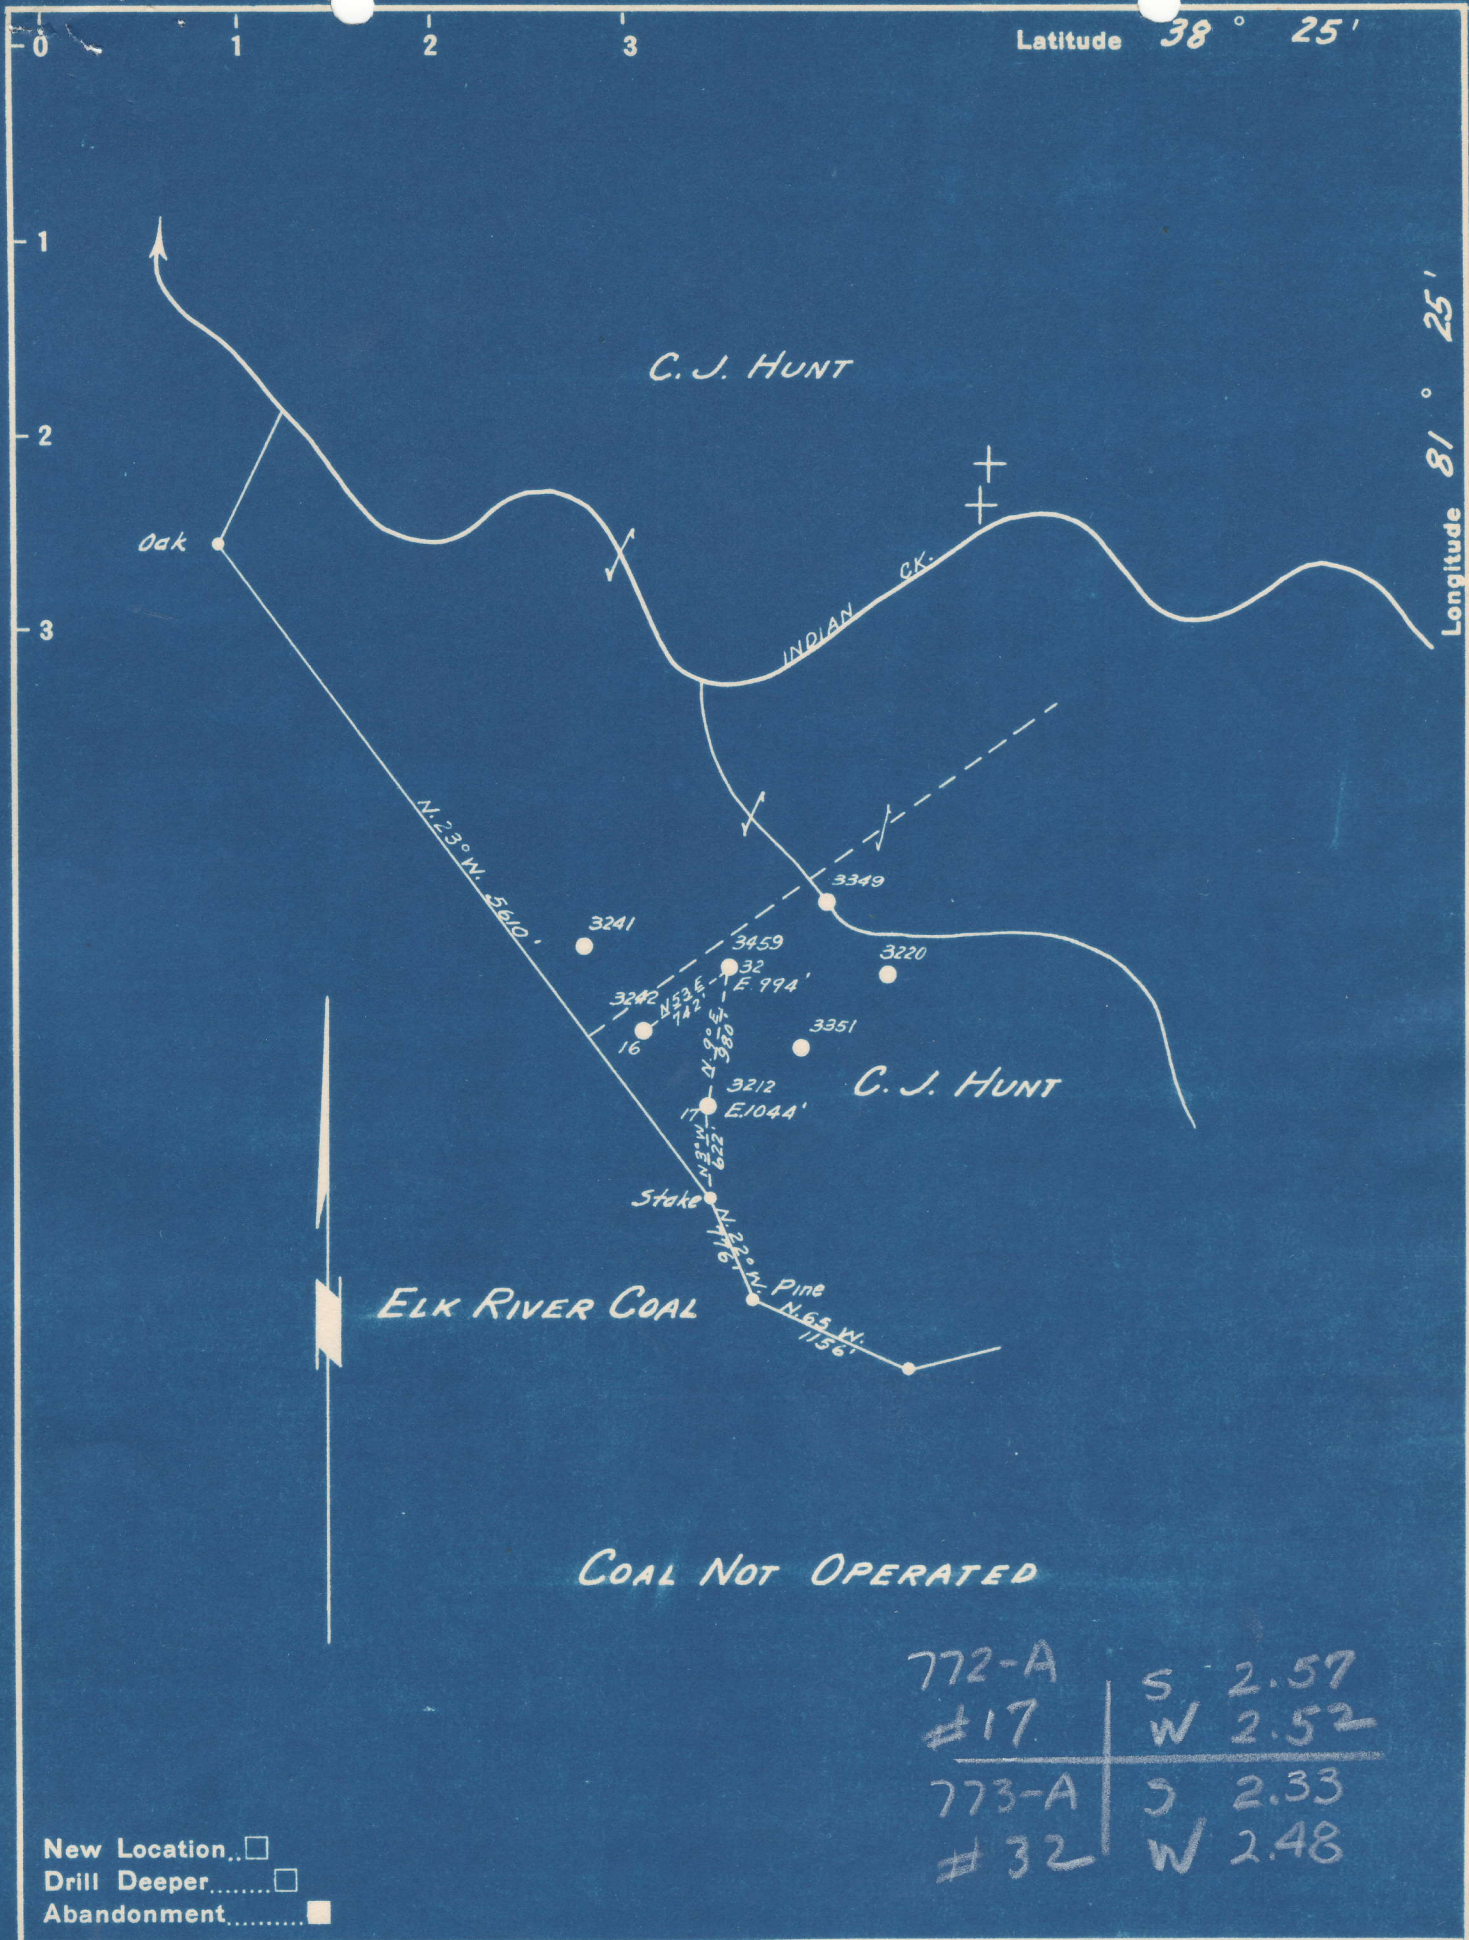 0 1 2 3 Latitude 38° 25'
1
2
3
Longitude 81° 25'
C. J. HUNT
Oak
INDIAN CK.
N. 23° W. 5610'
3349
3241
3459
32
E. 994'
3220
3242
16
N 53 E
742'
3351
N. 9° E
980'
C. J. HUNT
3212
17 E. 1044'
N 3° W
622'
Stake
N. 22° W.
Pine
N. 65 W.
1156'
ELK RIVER COAL
COAL NOT OPERATED
772-A S 2.57
#17 W 2.52
773-A S 2.33
#32 W 2.48
New Location..
Drill Deeper........
Abandonment..........